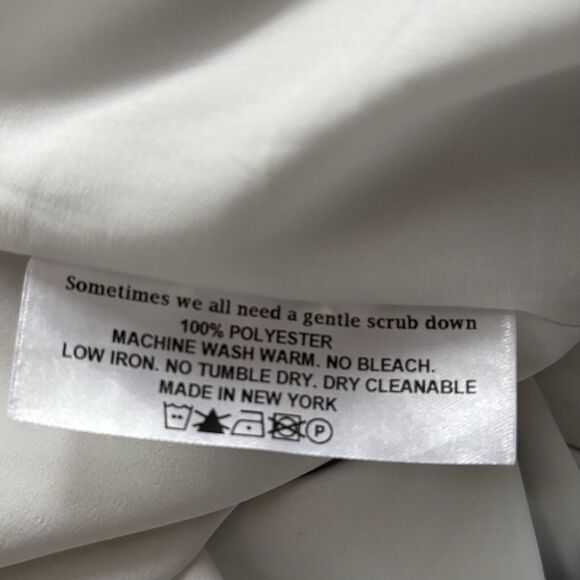 Sometimes we all need a gentle scrub down
100% POLYESTER
MACHINE WASH WARM. NO BLEACH.
LOW IRON. NO TUMBLE DRY. DRY CLEANABLE
MADE IN NEW YORK
P